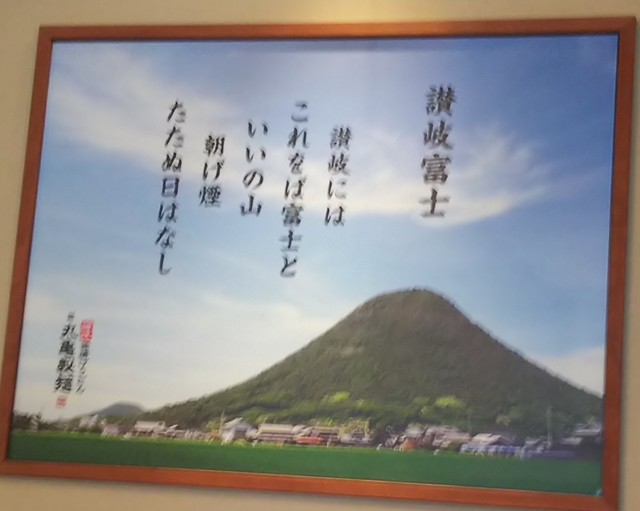 讃岐富士
讃岐には
これをば富士と
いいの山
朝げ煙
たたぬ日はなし
丸亀製麺